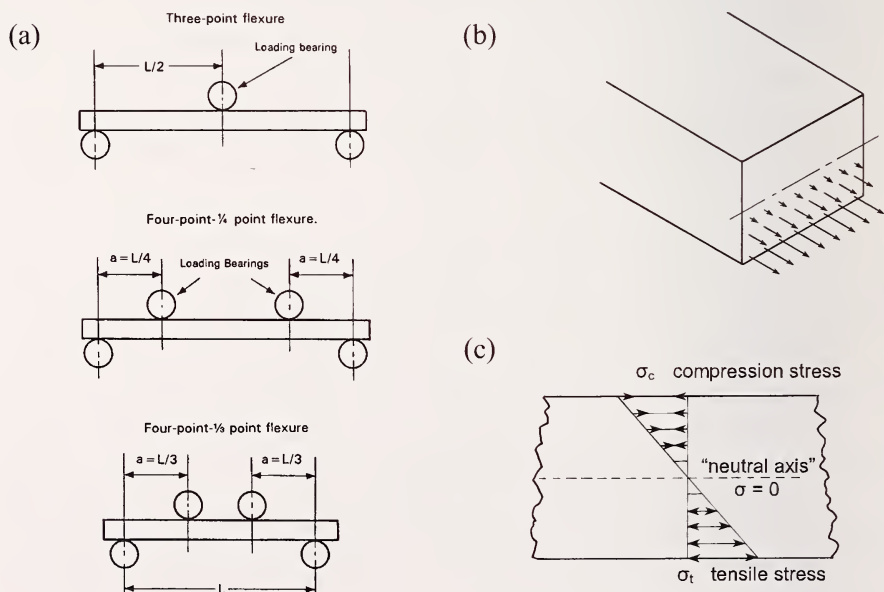 (a)
Three-point flexure
Loading bearing
L/2
Four-point-¼ point flexure.
a = L/4
Loading Bearings
a = L/4
Four-point-⅓ point flexure
a = L/3
a = L/3
L
(b)
(c)
σc compression stress
"neutral axis"
σ = 0
σt tensile stress